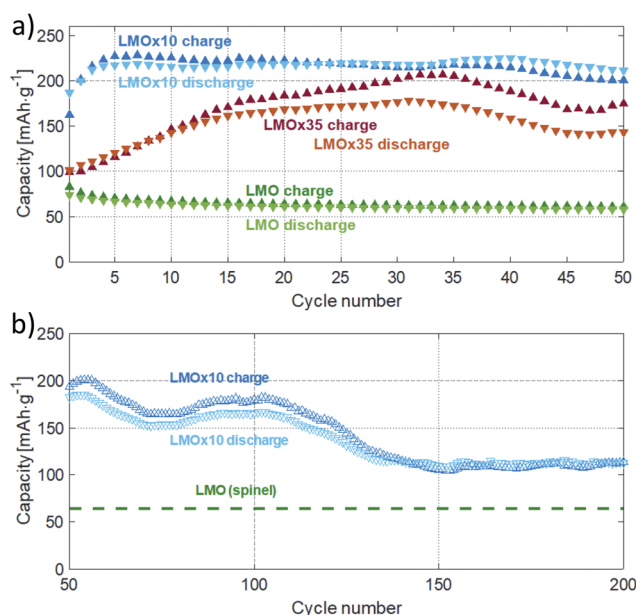 a)
250
LMOx10 charge
200
LMOx10 discharge
150
LMOx35 charge
LMOx35 discharge
100
LMO charge
50
LMO discharge
0
5 10 15 20 25 30 35 40 45 50
Capacity [mAh·g⁻¹]
Cycle number
b)
250
200
LMOx10 charge
150
LMOx10 discharge
100
LMO (spinel)
50
0
50 100 150 200
Capacity [mAh·g⁻¹]
Cycle number